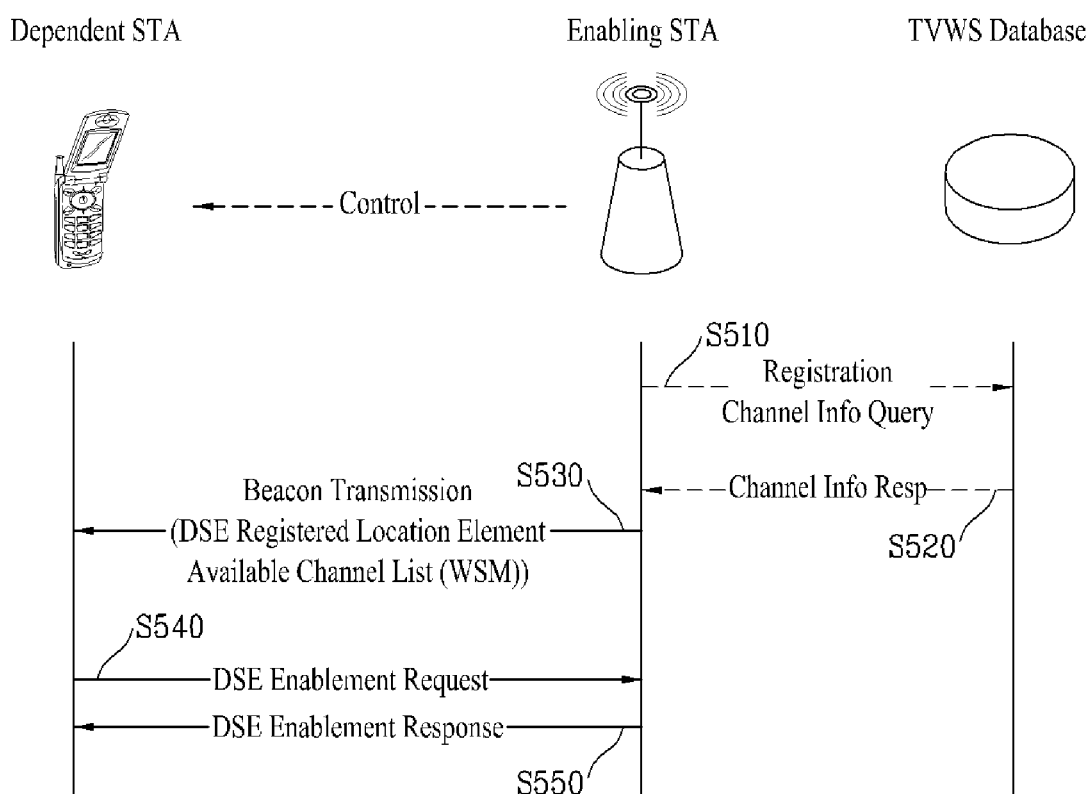 Dependent STA
Enabling STA
TVWS Database
Control
S510
Registration
Channel Info Query
S530
Beacon Transmission
(DSE Registered Location Element
Available Channel List (WSM))
Channel Info Resp
S520
S540
DSE Enablement Request
DSE Enablement Response
S550